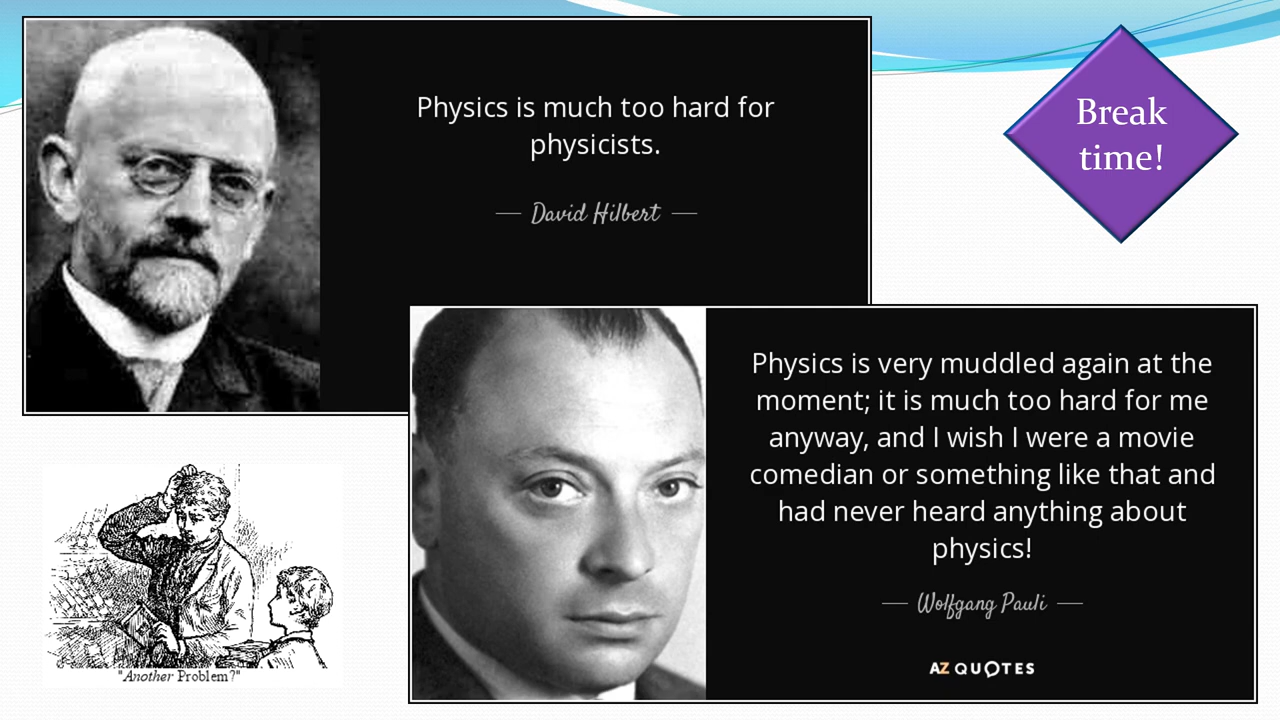 Physics is much too hard for
physicists.
— David Hilbert —
Break
time!
Physics is very muddled again at the
moment; it is much too hard for me
anyway, and I wish I were a movie
comedian or something like that and
had never heard anything about
physics!
— Wolfgang Pauli —
AZ QUOTES
"Another Problem?"